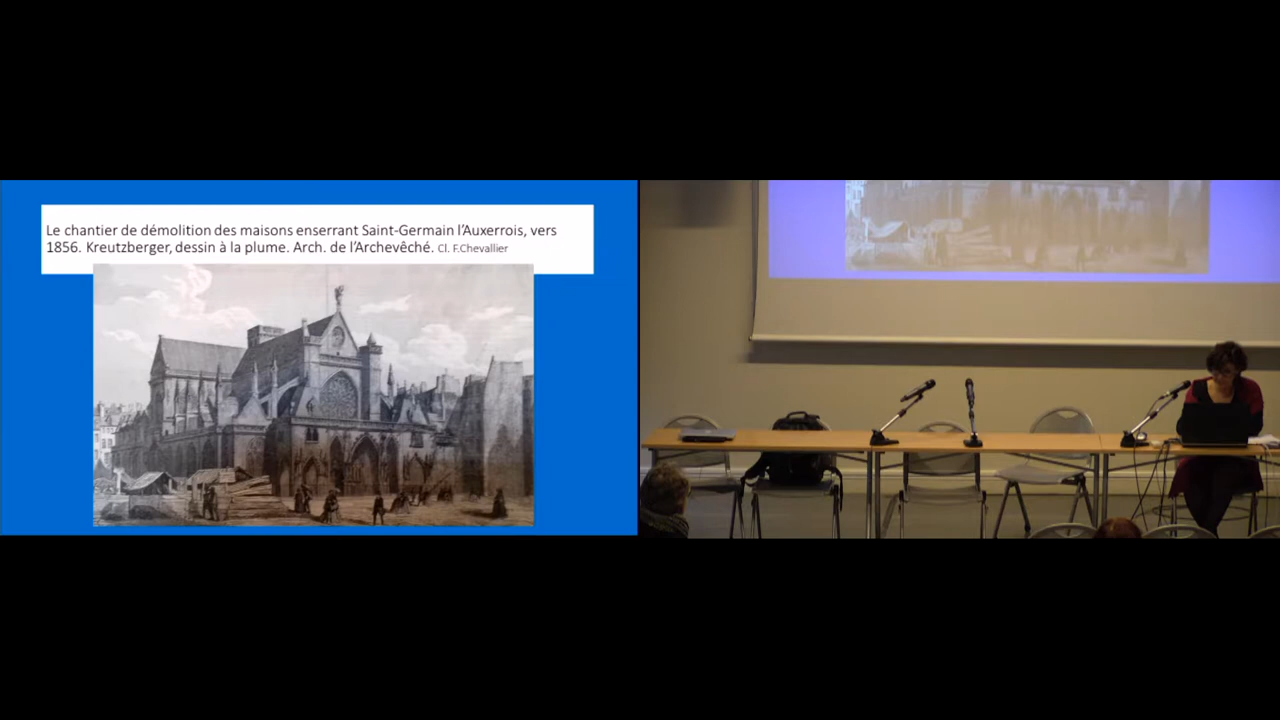 Le chantier de démolition des maisons enserrant Saint-Germain l'Auxerrois, vers
1856. Kreutzberger, dessin à la plume. Arch. de l'Archevêché. Cl. F.Chevallier